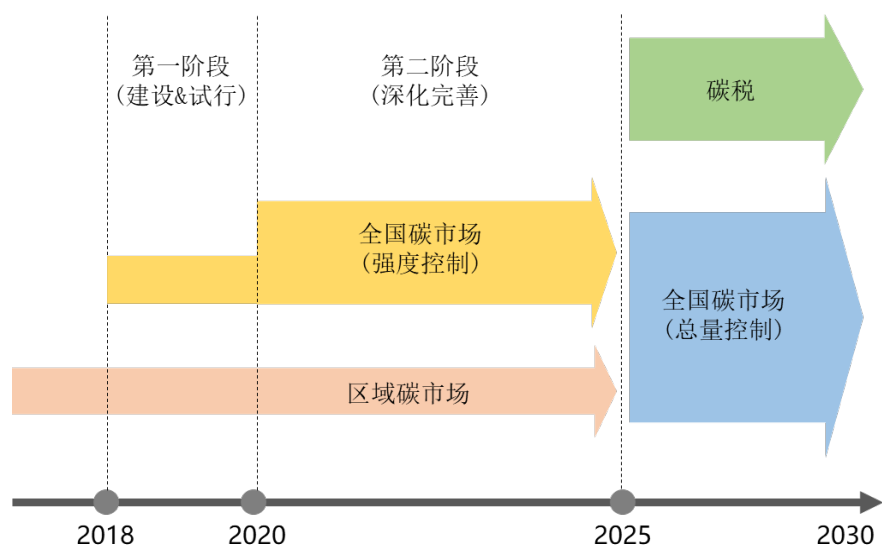 第一阶段
(建设&试行)
第二阶段
(深化完善)
碳税
全国碳市场
(强度控制)
全国碳市场
(总量控制)
区域碳市场
2018
2020
2025
2030